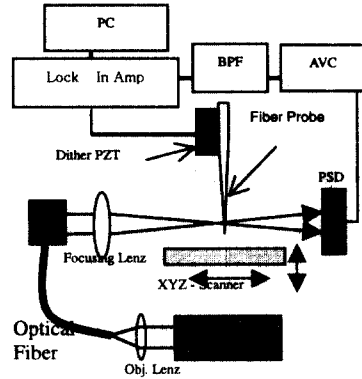 PC
Lock In Amp
BPF
AVC
Fiber Probe
Dither PZT
PSD
Focusing Lenz
XYZ - Scanner
Optical
Fiber
Obj. Lenz